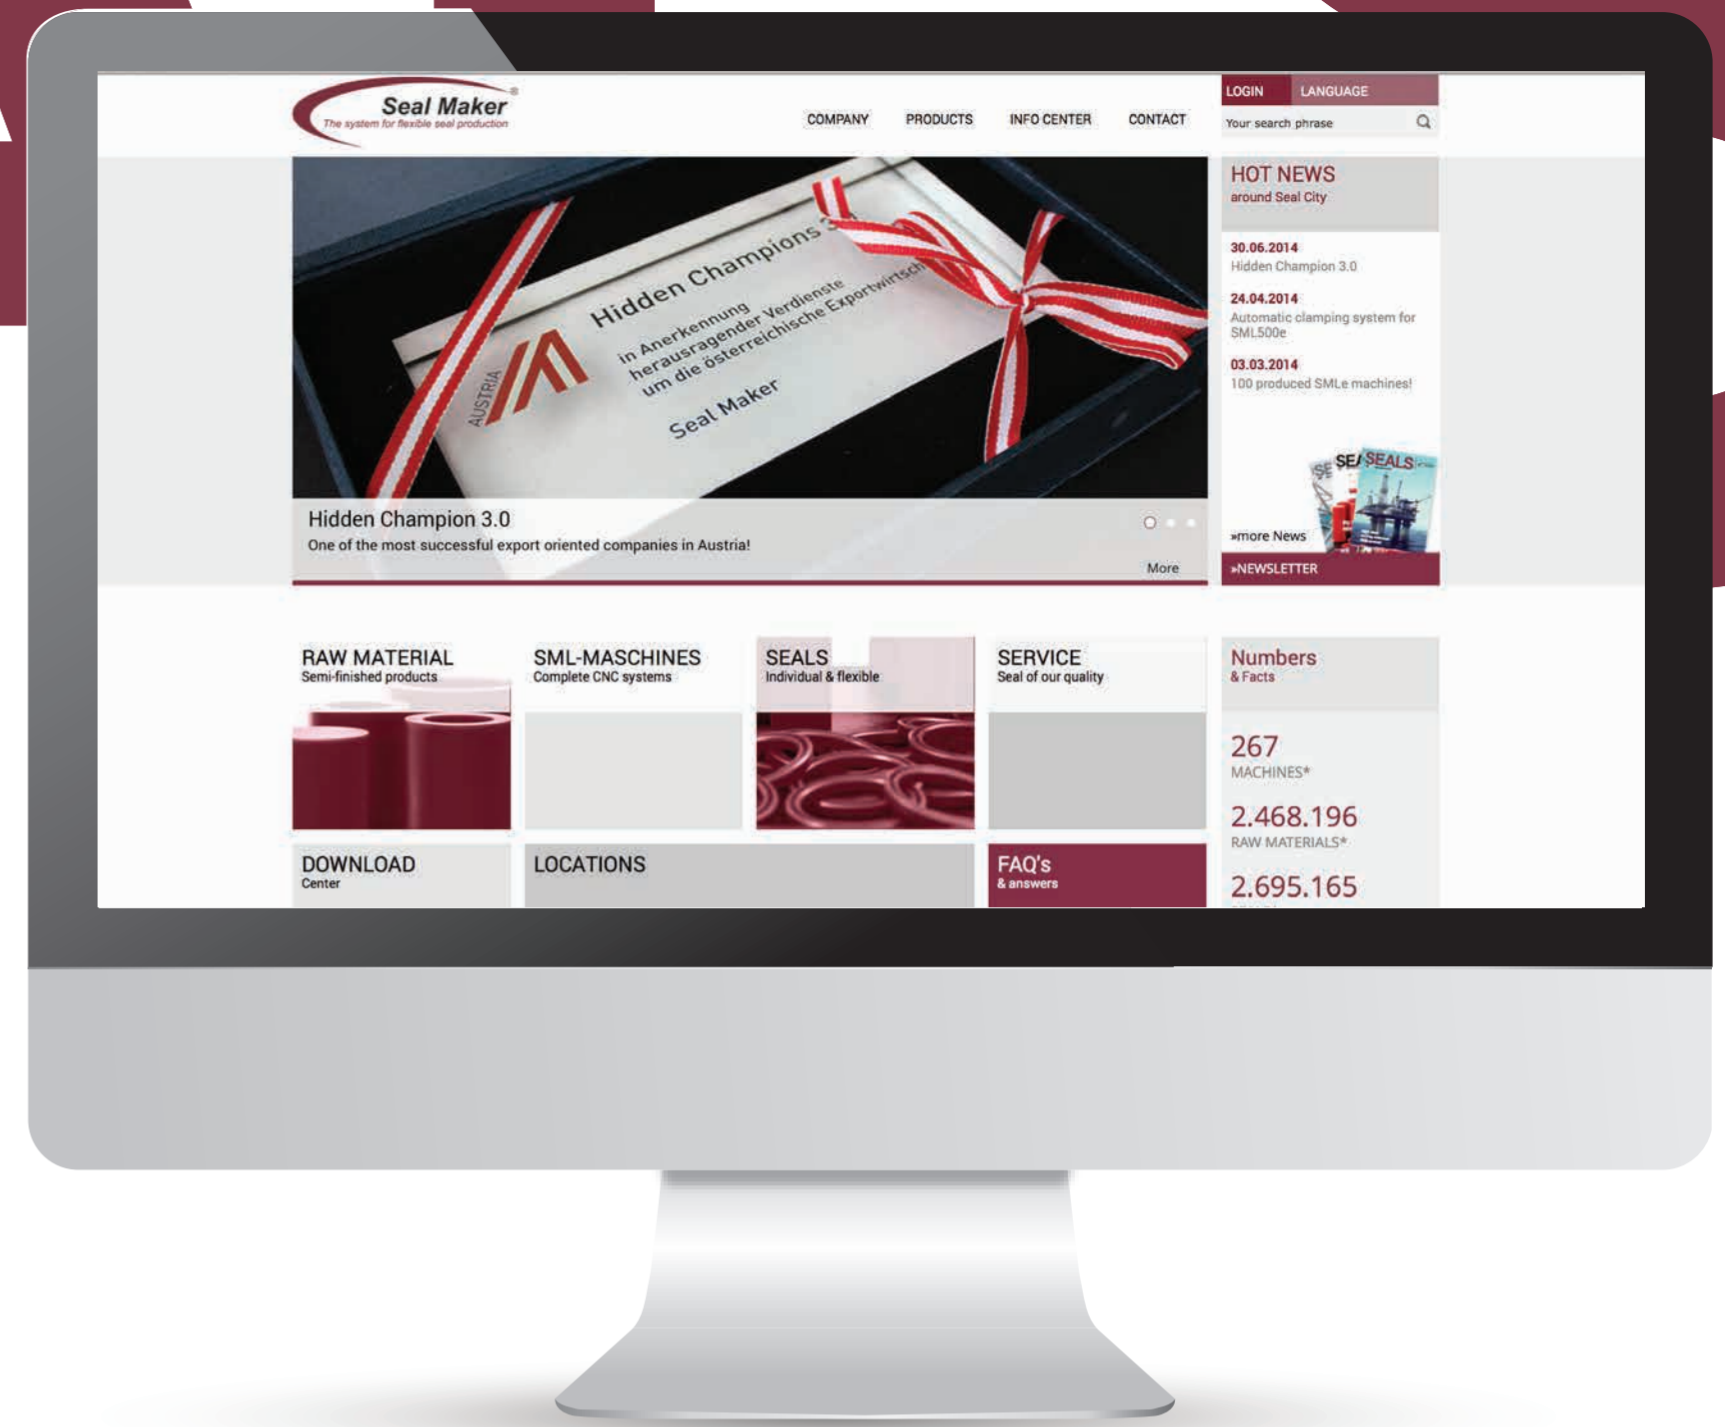 Seal Maker®
The system for flexible seal production
COMPANY PRODUCTS INFO CENTER CONTACT
LOGIN LANGUAGE
Your search phrase
Hidden Champions
in Anerkennung
herausragender Verdienste
um die österreichische
Seal Maker
AUSTRIA
Hidden Champion 3.0
One of the most successful export oriented companies in Austria!
More
HOT NEWS
around Seal City
30.06.2014
Hidden Champion 3.0
24.04.2014
Automatic clamping system for
SML500e
03.03.2014
100 produced SMLe machines!
SEALS
»more News
»NEWSLETTER
RAW MATERIAL
Semi-finished products
SML-MASCHINES
Complete CNC systems
SEALS
Individual & flexible
SERVICE
Seal of our quality
Numbers
& Facts
267
MACHINES*
2.468.196
RAW MATERIALS*
2.695.165
DOWNLOAD
Center
LOCATIONS
FAQ's
& answers